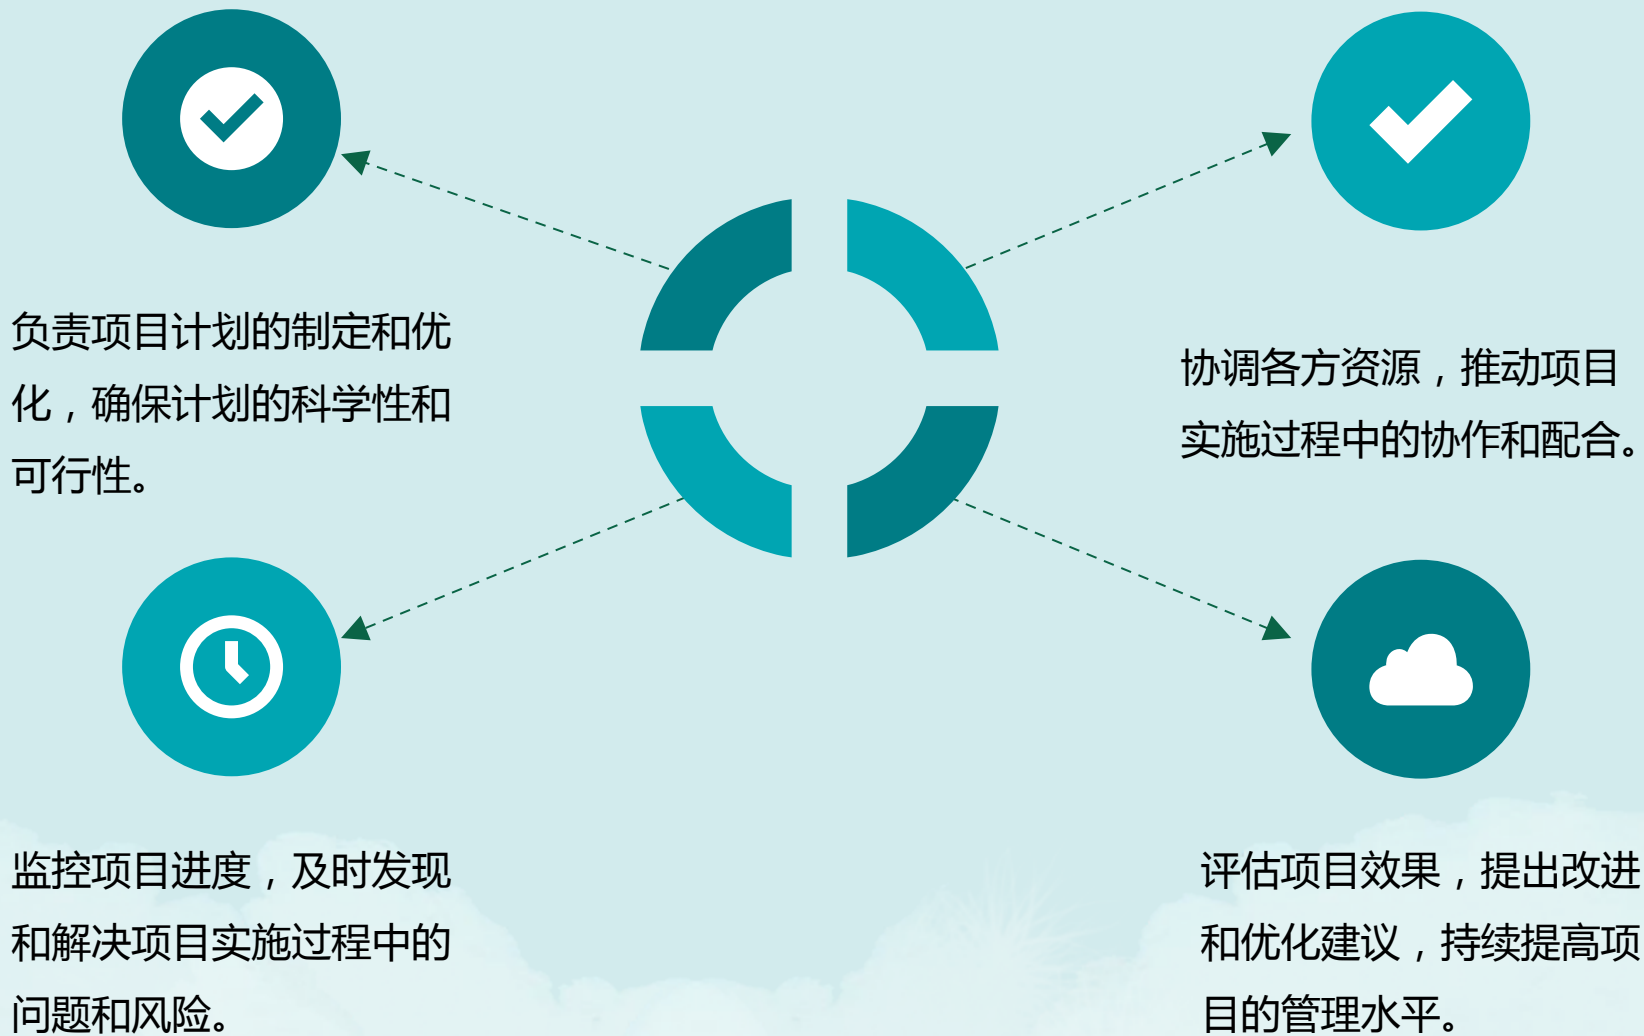 负责项目计划的制定和优
化，确保计划的科学性和
可行性。
协调各方资源，推动项目
实施过程中的协作和配合。
监控项目进度，及时发现
和解决项目实施过程中的
问题和风险。
评估项目效果，提出改进
和优化建议，持续提高项
目的管理水平。